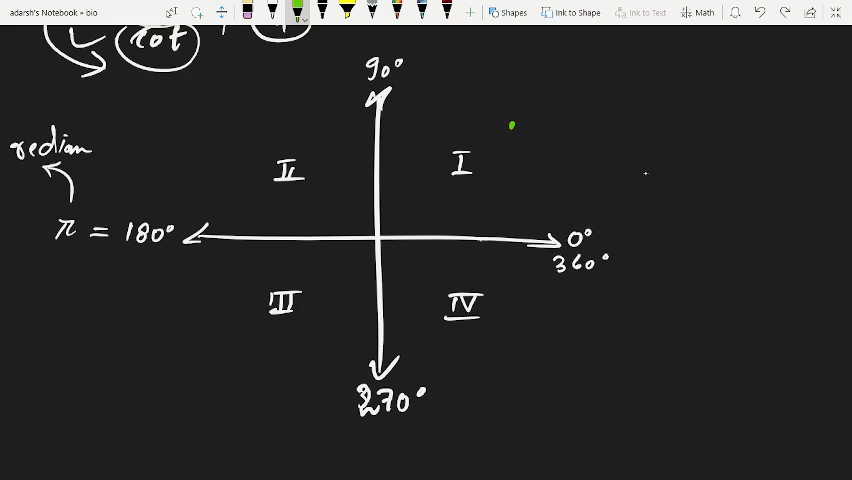 adarsh's Notebook » bio
Shapes
Ink to Shape
Ink to Text
Math
rot
90°
redian
II
I
π = 180°
0°
360°
III
IV
270°